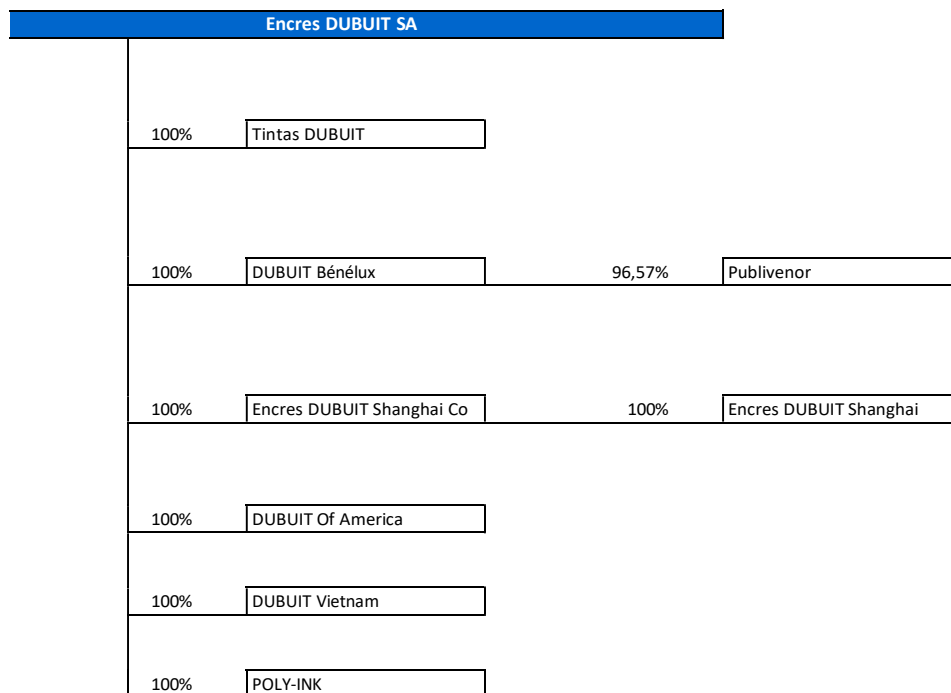 Encres DUBUIT SA
100% Tintas DUBUIT
100% DUBUIT Bénélux 96,57% Publivenor
100% Encres DUBUIT Shanghai Co 100% Encres DUBUIT Shanghai
100% DUBUIT Of America
100% DUBUIT Vietnam
100% POLY-INK